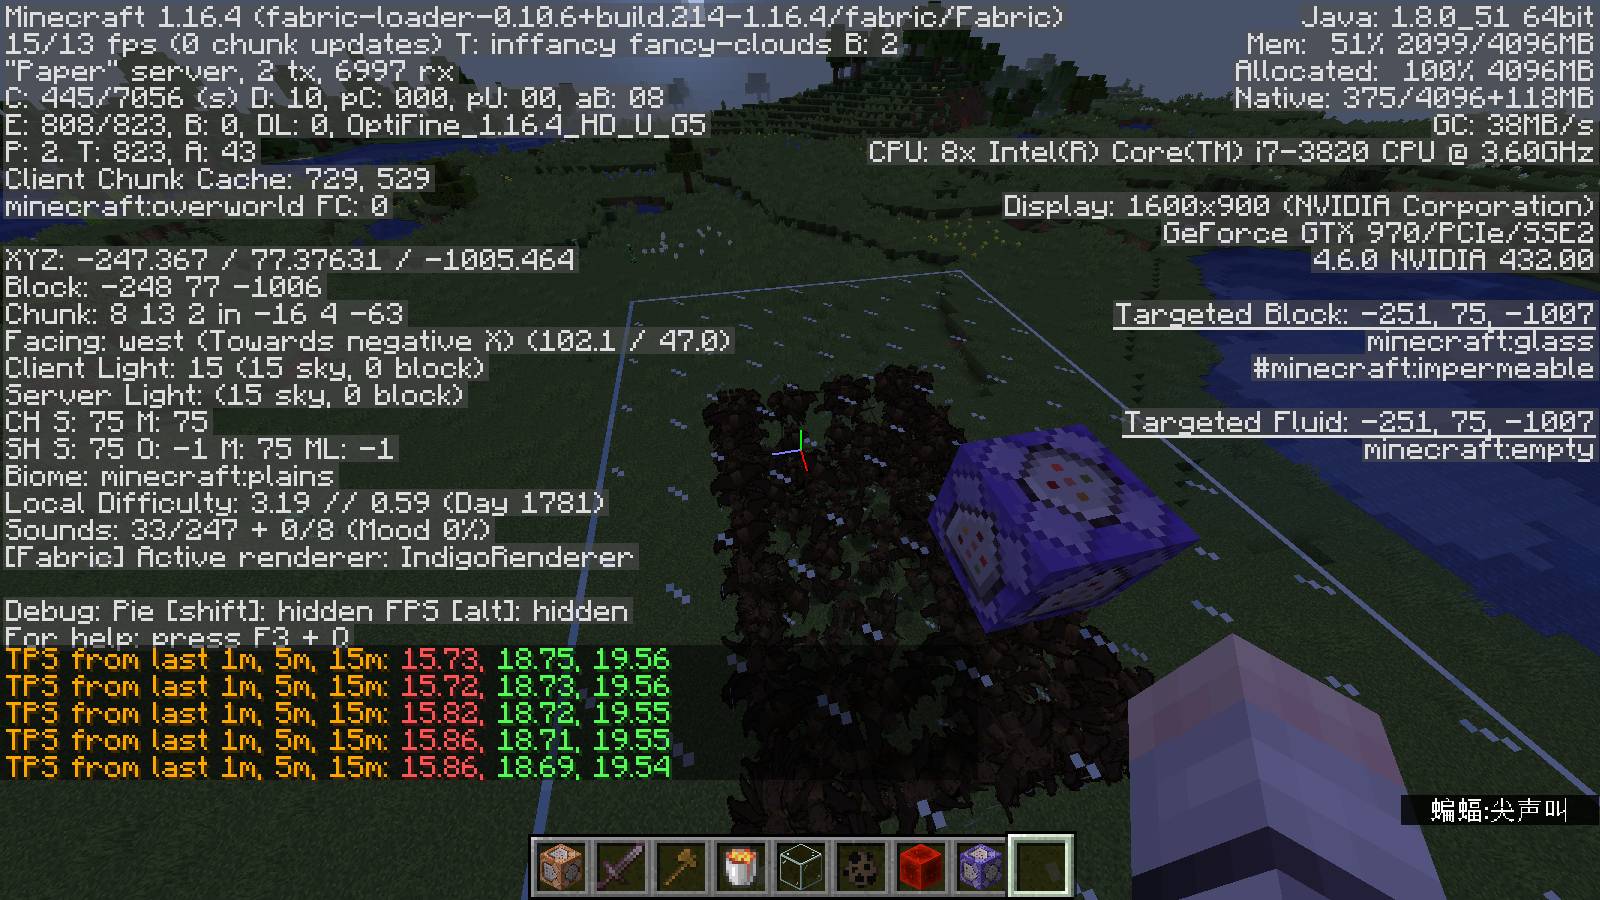 Minecraft 1.16.4 (fabric-loader-0.10.6+build.214-1.16.4/fabric/Fabric)
15/13 fps (0 chunk updates) T: inffancy fancy-clouds B: 2
"Paper" server, 2 tx, 6997 rx
C: 445/7056 (s) D: 10, pC: 000, pU: 00, aB: 08
E: 808/823, B: 0, DL: 0, OptiFine_1.16.4_HD_U_G5
P: 2. T: 823, A: 43
Client Chunk Cache: 729, 529
minecraft:overworld FC: 0
XYZ: -247.367 / 77.37631 / -1005.464
Block: -248 77 -1006
Chunk: 8 13 2 in -16 4 -63
Facing: west (Towards negative X) (102.1 / 47.0)
Client Light: 15 (15 sky, 0 block)
Server Light: (15 sky, 0 block)
CH S: 75 M: 75
SH S: 75 O: -1 M: 75 ML: -1
Biome: minecraft:plains
Local Difficulty: 3.19 // 0.59 (Day 1781)
Sounds: 33/247 + 0/8 (Mood 0%)
[Fabric] Active renderer: IndigoRenderer
Debug: Pie [shift]: hidden FPS [alt]: hidden
For help: press F3 + Q
TPS from last 1m, 5m, 15m: 15.73, 18.75, 19.56
TPS from last 1m, 5m, 15m: 15.72, 18.73, 19.56
TPS from last 1m, 5m, 15m: 15.82, 18.72, 19.55
TPS from last 1m, 5m, 15m: 15.86, 18.71, 19.55
TPS from last 1m, 5m, 15m: 15.86, 18.69, 19.54
Java: 1.8.0_51 64bit
Mem: 51% 2099/4096MB
Allocated: 100% 4096MB
Native: 375/4096+118MB
GC: 38MB/s
CPU: 8x Intel(R) Core(TM) i7-3820 CPU @ 3.60GHz
Display: 1600x900 (NVIDIA Corporation)
GeForce GTX 970/PCIe/SSE2
4.6.0 NVIDIA 432.00
Targeted Block: -251, 75, -1007
minecraft:glass
#minecraft:impermeable
Targeted Fluid: -251, 75, -1007
minecraft:empty
蝙蝠:尖声叫